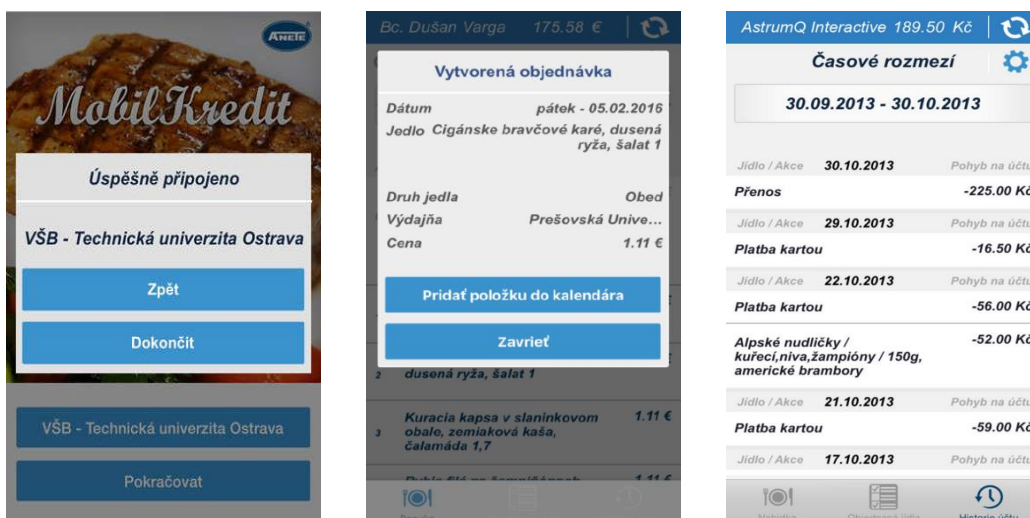 ANETE
MobilKredit
Úspěšně připojeno
VŠB - Technická univerzita Ostrava
Zpět
Dokončit
VŠB - Technická univerzita Ostrava
Pokračovat
Bc. Dušan Varga 175.58 €
Vytvorená objednávka
Dátum pátek - 05.02.2016
Jedlo Cigánske bravčové karé, dusená
ryža, šalat 1
Druh jedla Obed
Výdajňa Prešovská Unive...
Cena 1.11 €
Pridať položku do kalendára
Zavrieť
2 dusená ryža, šalat 1
Kuracia kapsa v slaninkovom 1.11 €
3 obale, zemiaková kaša,
čalamáda 1,7
AstrumQ Interactive 189.50 Kč
Časové rozmezí
30.09.2013 - 30.10.2013
Jídlo / Akce 30.10.2013 Pohyb na účtu
Přenos -225.00 Kč
Jídlo / Akce 29.10.2013 Pohyb na účtu
Platba kartou -16.50 Kč
Jídlo / Akce 22.10.2013 Pohyb na účtu
Platba kartou -56.00 Kč
Alpské nudličky / -52.00 Kč
kuřecí,niva,žampióny / 150g,
americké brambory
Jídlo / Akce 21.10.2013 Pohyb na účtu
Platba kartou -59.00 Kč
Jídlo / Akce 17.10.2013 Pohyb na účtu
Nabídka Objednaná jídla Historie účtu